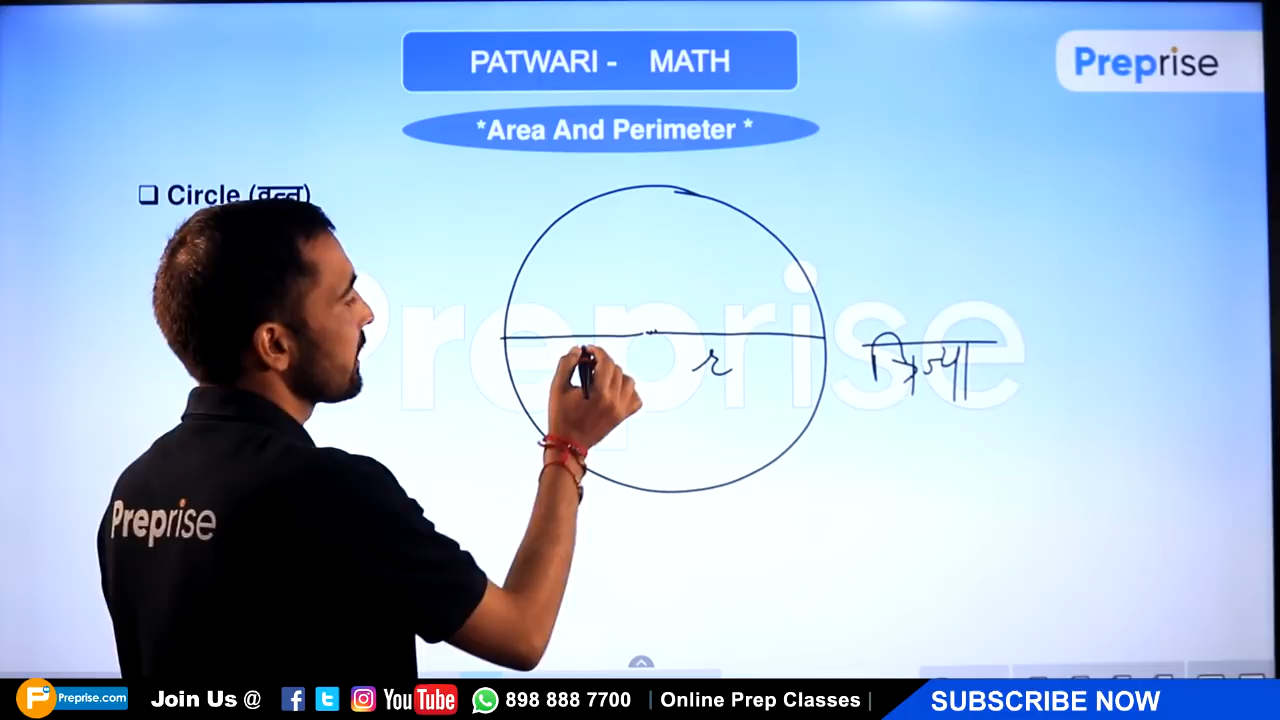 PATWARI - MATH
Preprise
*Area And Perimeter *
❑ Circle (वृत्त)
Preprise
r
त्रिज्या
Preprise
Preprise.com
Join Us @
You Tube
898 888 7700
Online Prep Classes
SUBSCRIBE NOW